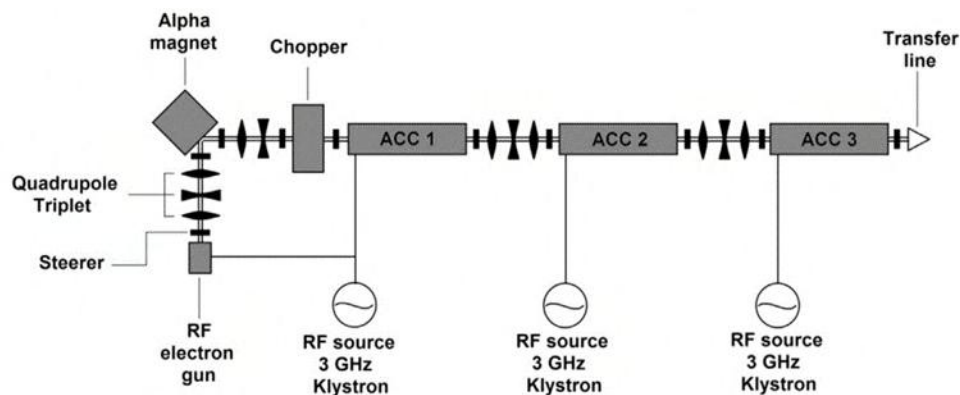 Alpha
magnet
Chopper
Transfer
line
ACC 1
ACC 2
ACC 3
Quadrupole
Triplet
Steerer
RF
electron
gun
RF source
3 GHz
Klystron
RF source
3 GHz
Klystron
RF source
3 GHz
Klystron